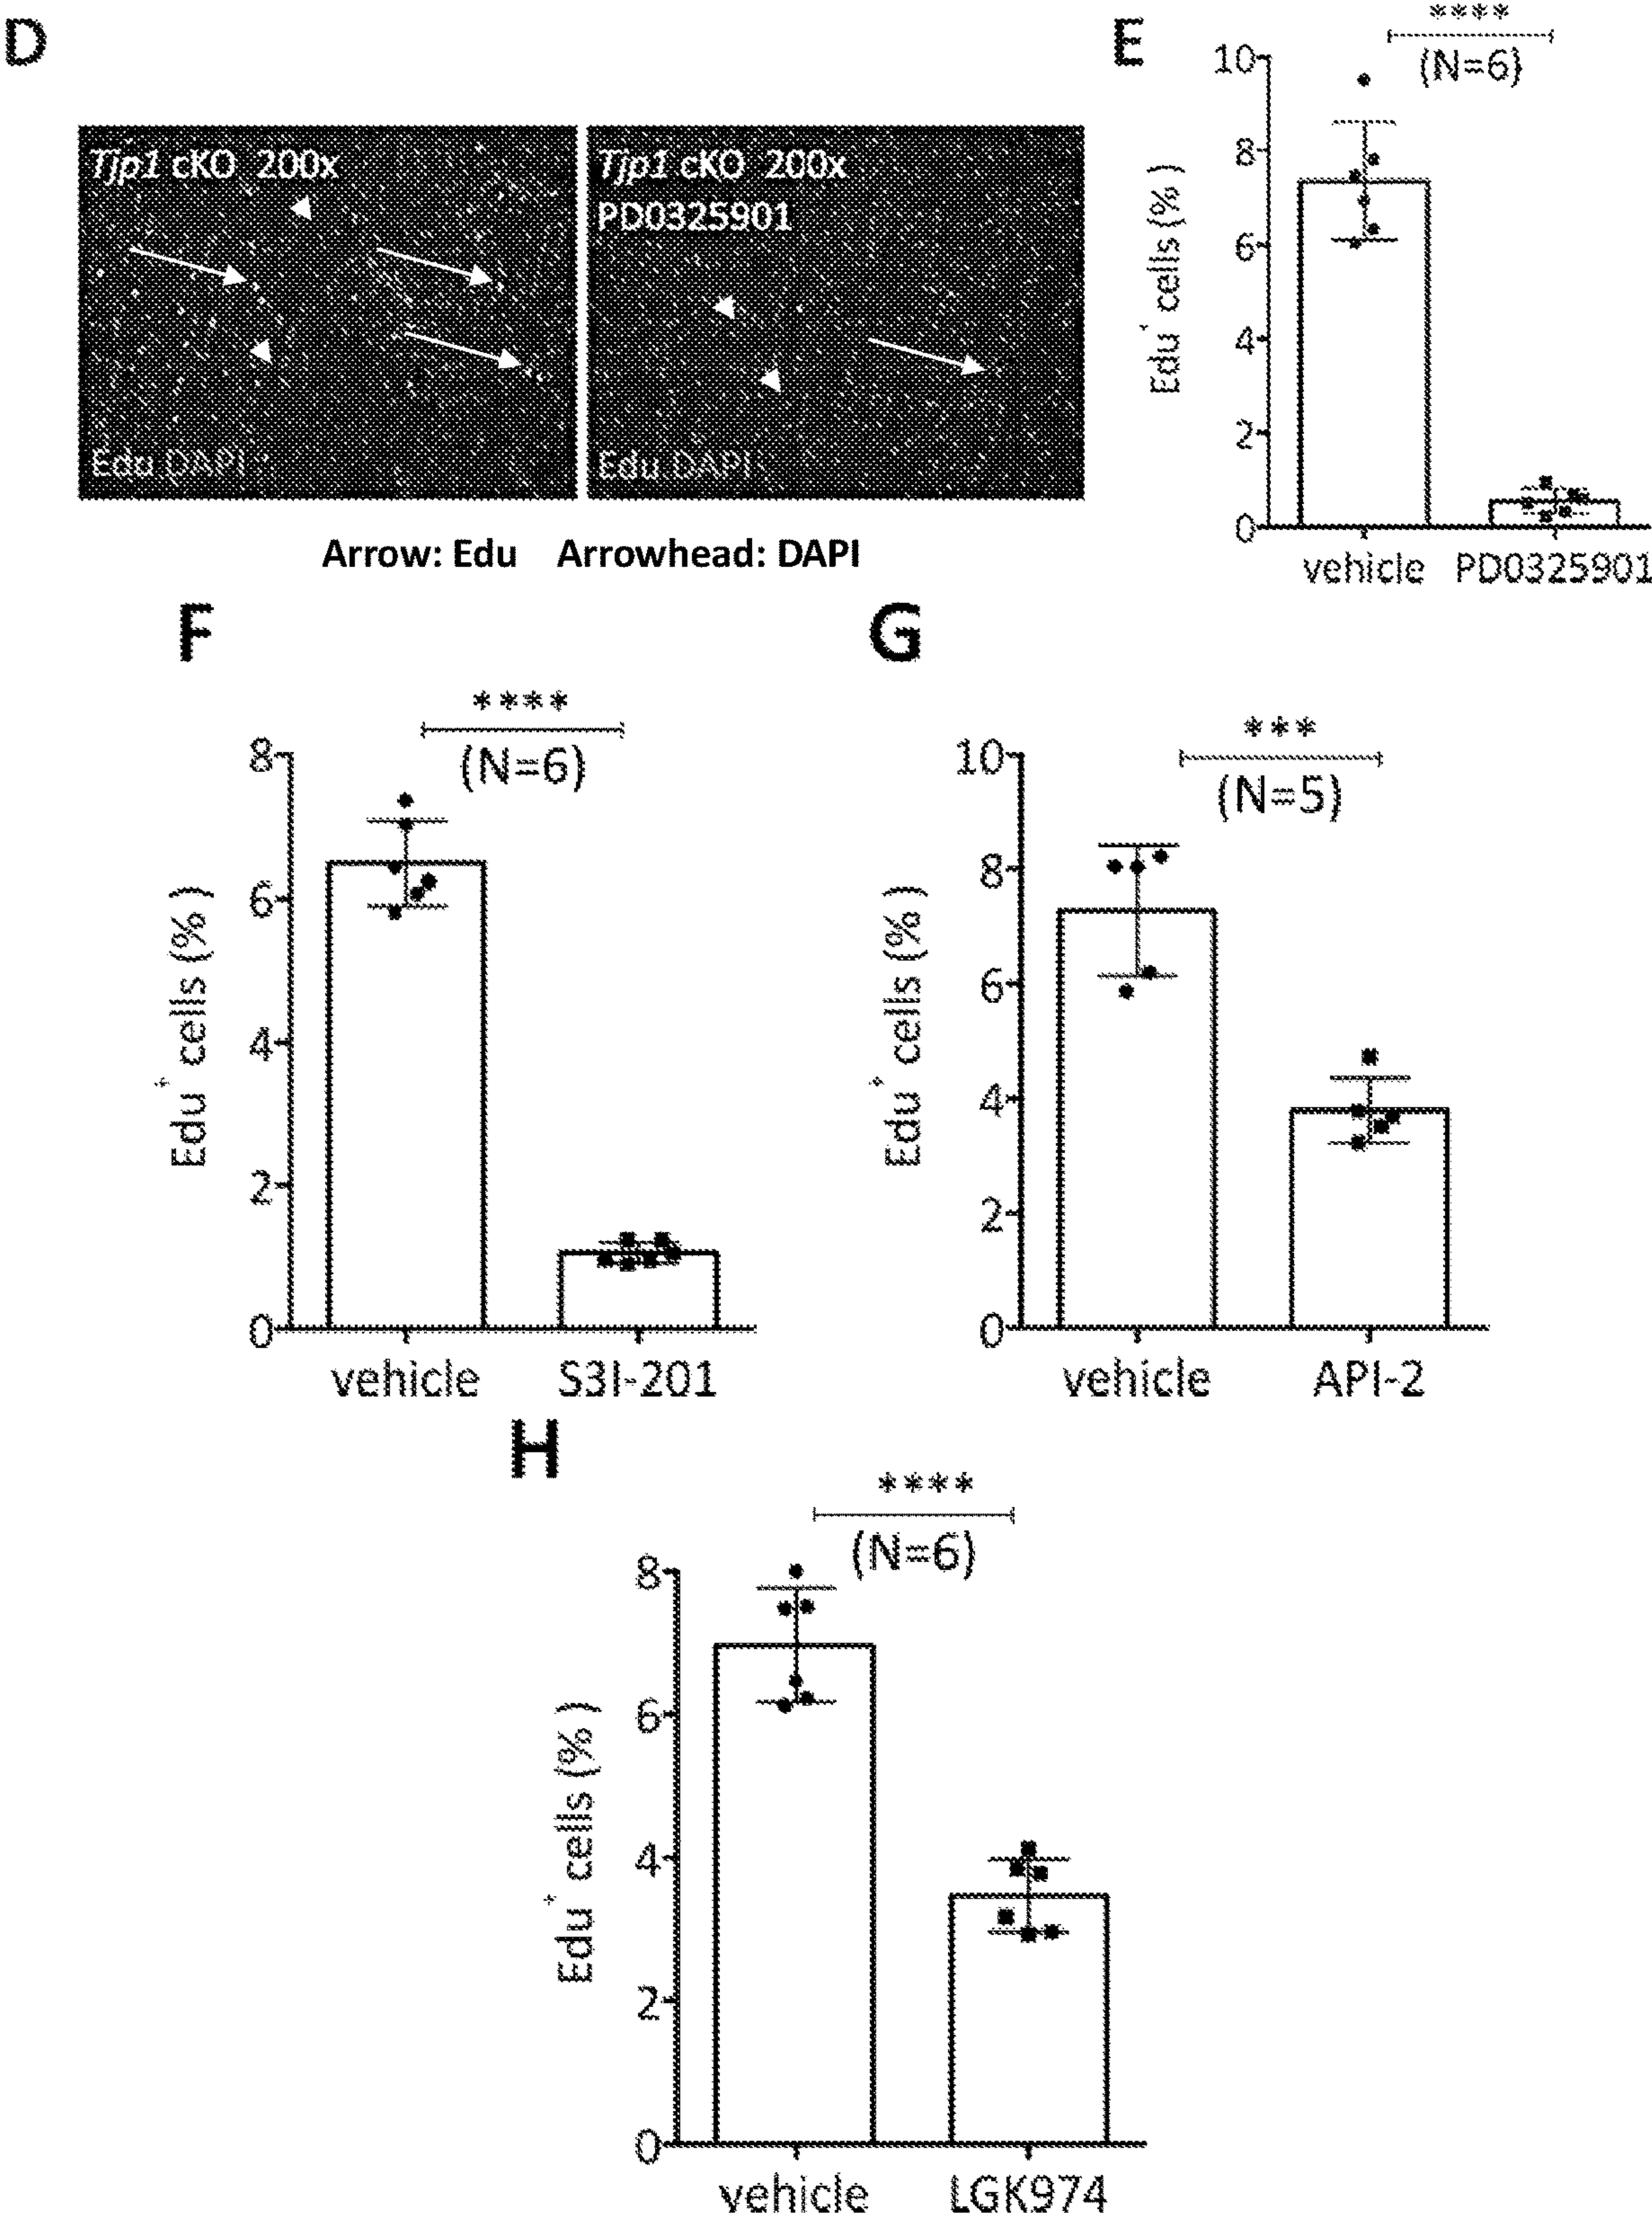 D
Tjp1 cKO 200x
Edu DAPI
Tjp1 cKO 200x
PD0325901
Edu DAPI
Arrow: Edu Arrowhead: DAPI
E
****
(N=6)
Edu+ cells (%)
10
8
6
4
2
0
vehicle PD0325901
F
****
(N=6)
Edu+ cells (%)
8
6
4
2
0
vehicle S3I-201
G
***
(N=5)
Edu+ cells (%)
10
8
6
4
2
0
vehicle API-2
H
****
(N=6)
Edu+ cells (%)
8
6
4
2
0
vehicle LGK974